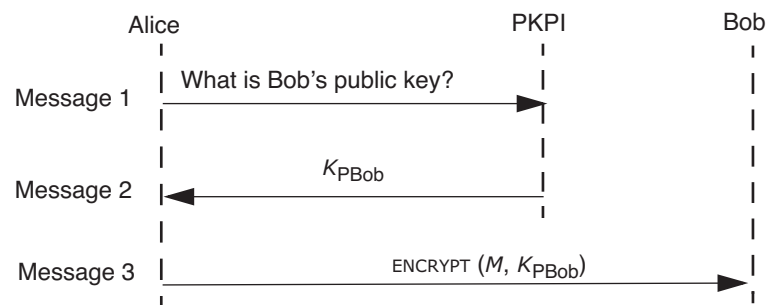 Alice PKPI Bob
Message 1 What is Bob's public key?
Message 2 KPBob
Message 3 ENCRYPT (M, KPBob)